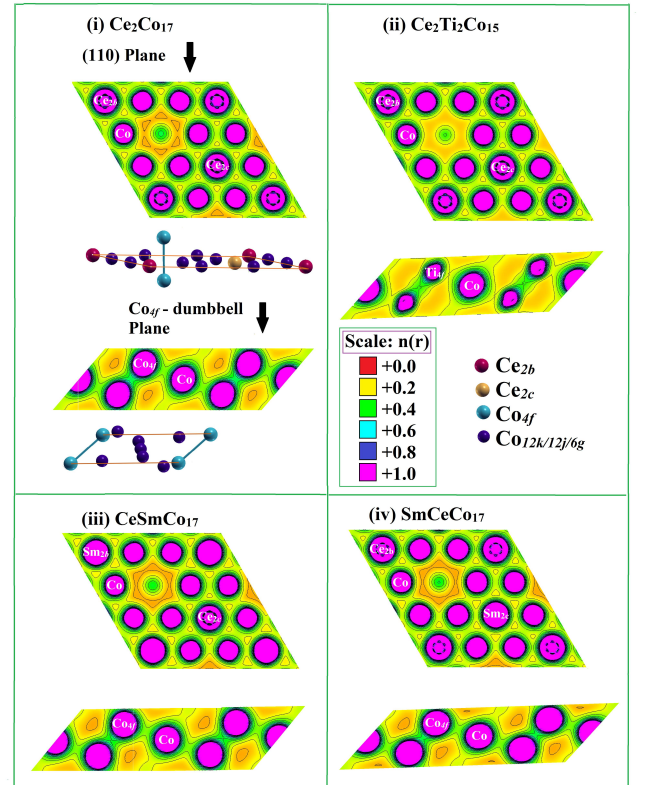 (i) Ce₂Co₁₇
(110) Plane
Ce2b
Co
Ce2c
Co4f - dumbbell
Plane
Co4f
Co
(ii) Ce₂Ti₂Co₁₅
Ce2b
Co
Ce2c
Ti4f
Co
Scale: n(r)
+0.0
+0.2
+0.4
+0.6
+0.8
+1.0
Ce2b
Ce2c
Co4f
Co12k/12j/6g
(iii) CeSmCo₁₇
Sm2b
Co
Ce2c
Co4f
Co
(iv) SmCeCo₁₇
Ce2b
Co
Sm2c
Co4f
Co